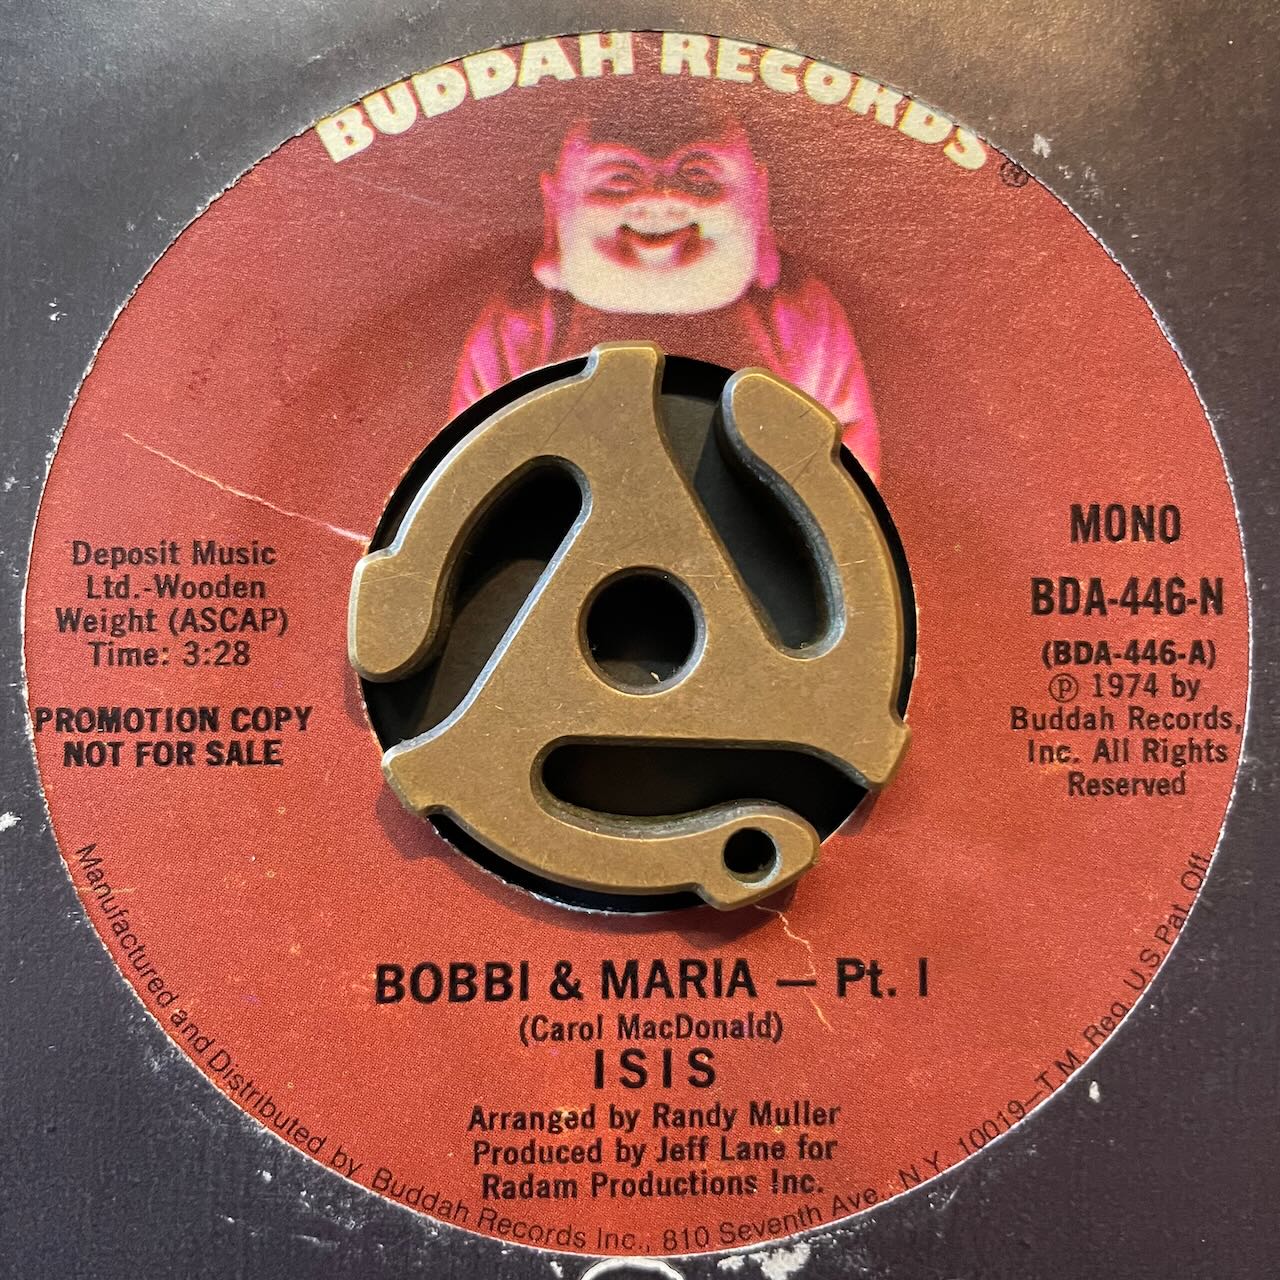 BUDDAH RECORDS®
Deposit Music
Ltd.-Wooden
Weight (ASCAP)
Time: 3:28
PROMOTION COPY
NOT FOR SALE
MONO
BDA-446-N
(BDA-446-A)
℗ 1974 by
Buddah Records,
Inc. All Rights
Reserved
BOBBI & MARIA — Pt. I
(Carol MacDonald)
ISIS
Arranged by Randy Muller
Produced by Jeff Lane for
Radam Productions Inc.
Manufactured and Distributed by Buddah Records Inc., 810 Seventh Ave., N.Y. 10019—T.M. Reg. U.S. Pat. Off.